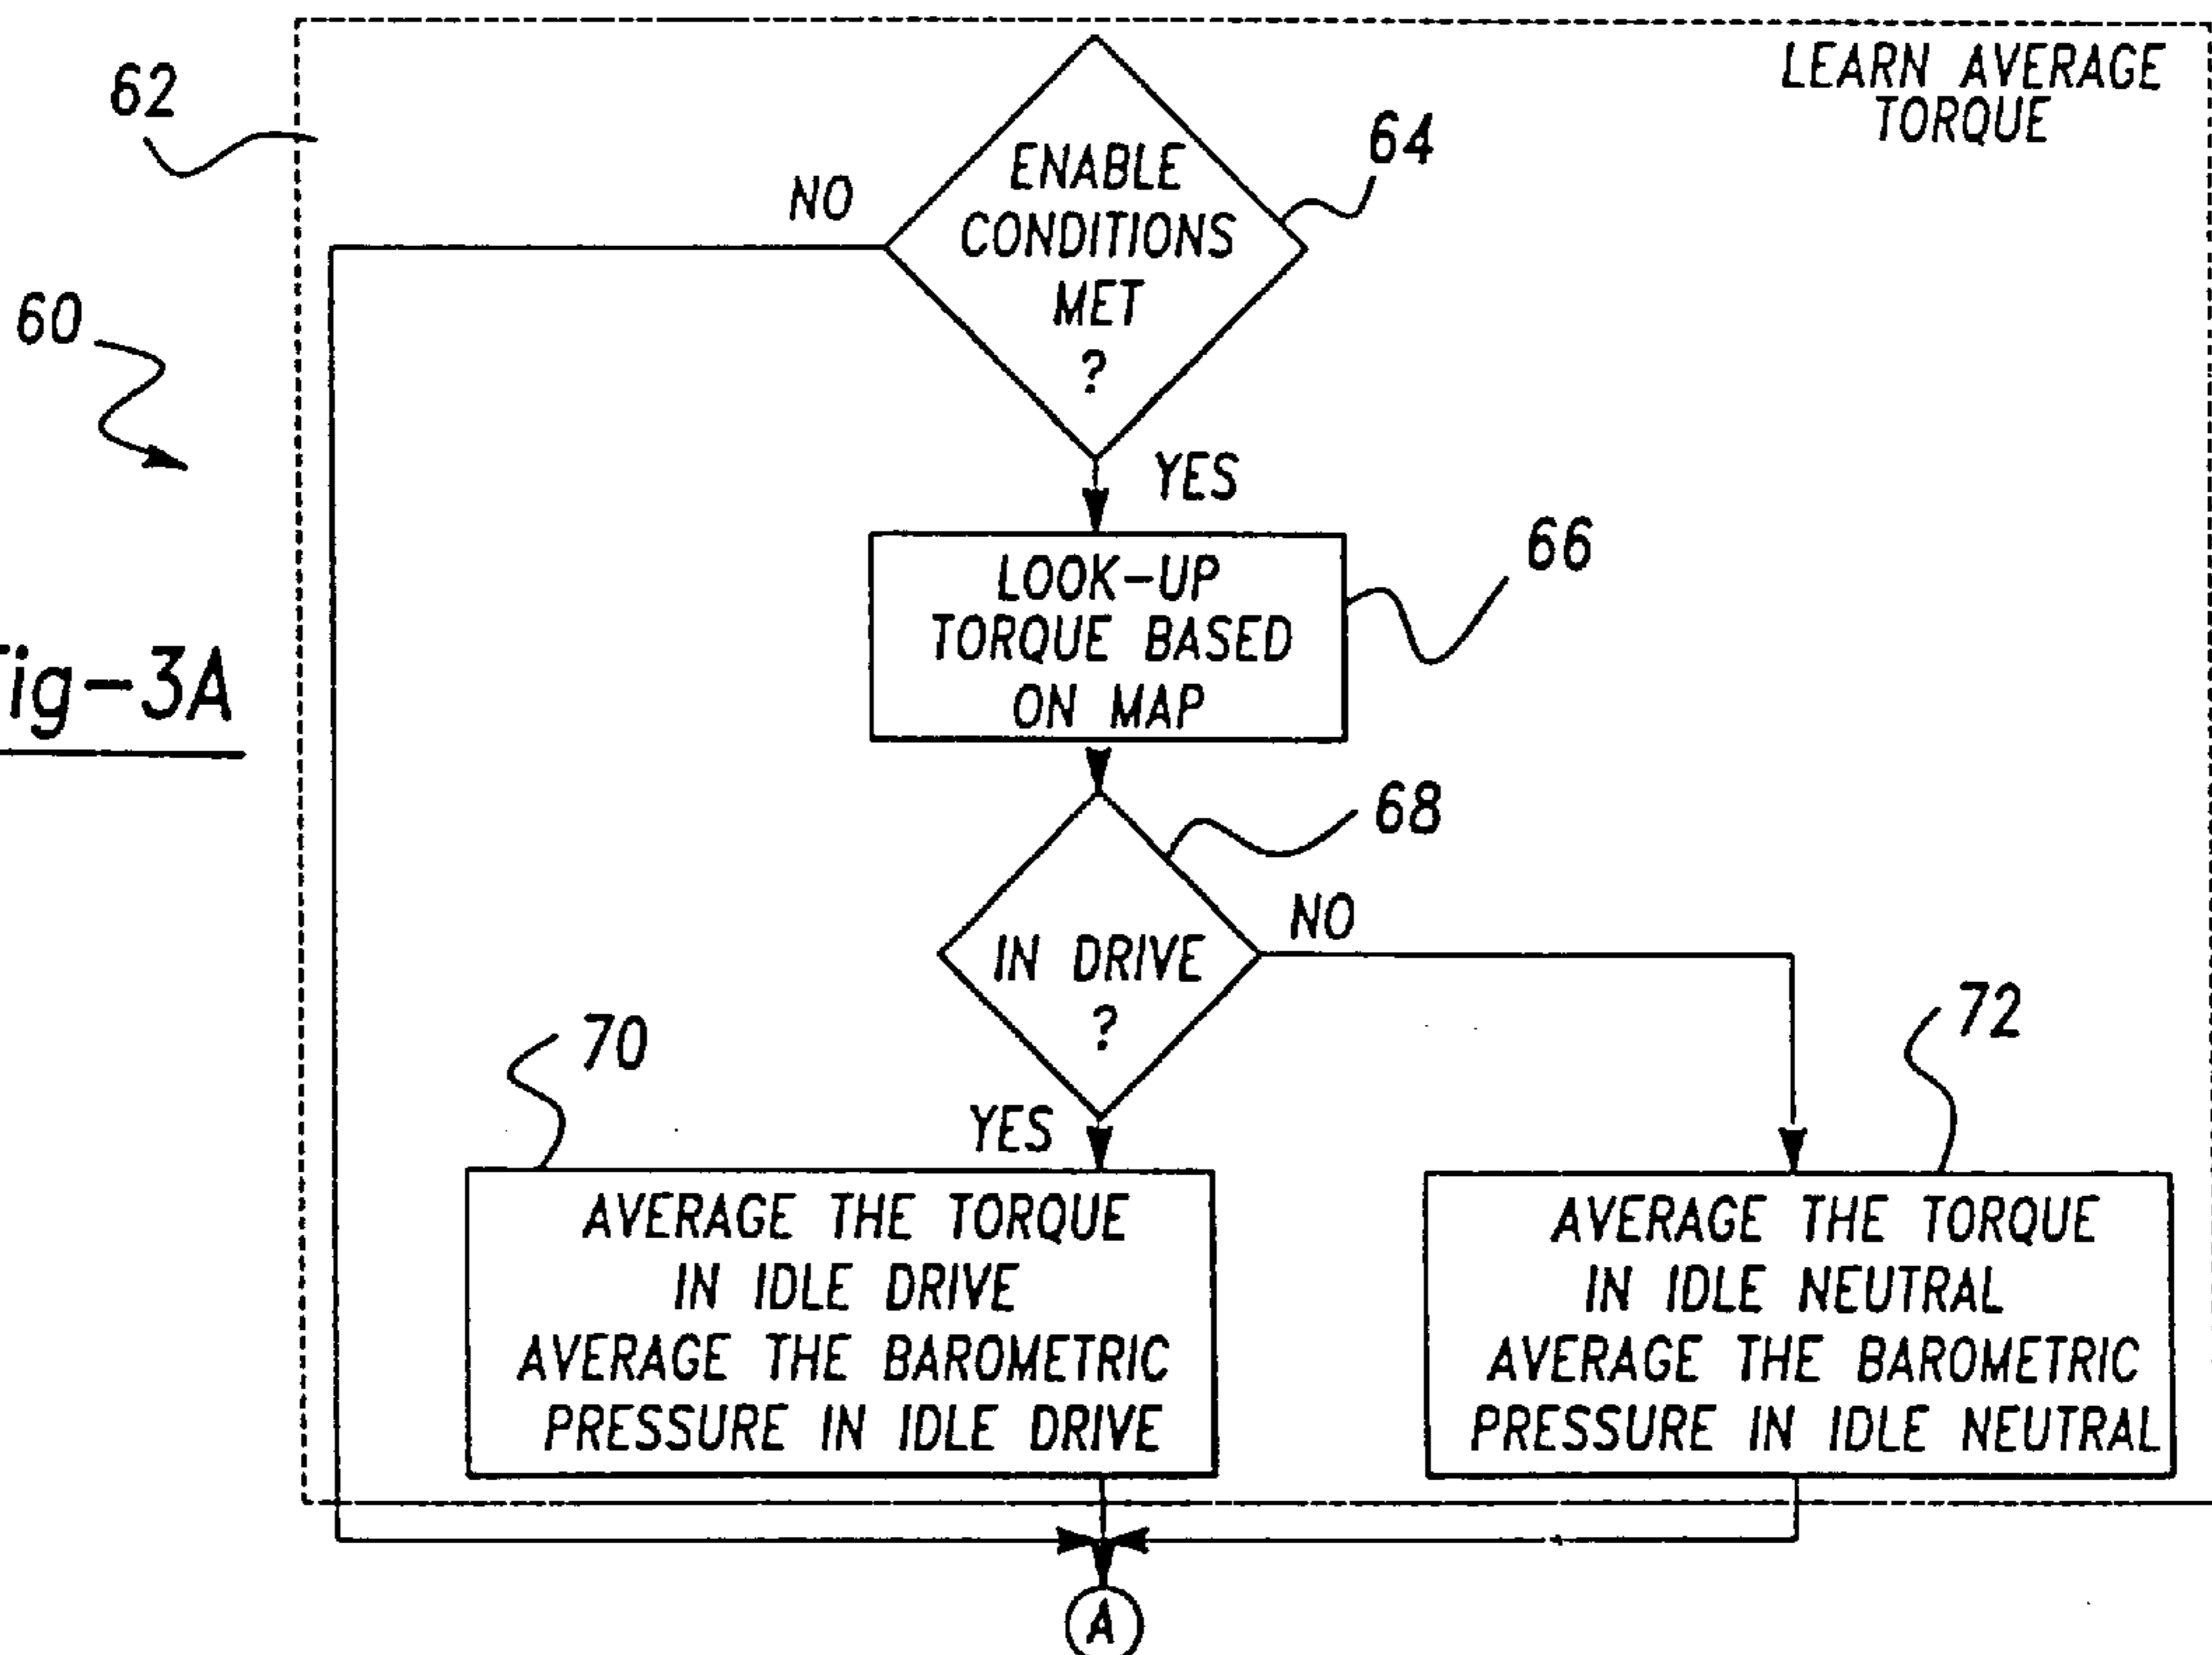 LEARN AVERAGE
TORQUE
62
64
ENABLE
CONDITIONS
MET
?
NO
60
YES
66
LOOK-UP
TORQUE BASED
ON MAP
ig-3A
68
IN DRIVE
?
NO
70
72
YES
AVERAGE THE TORQUE
IN IDLE DRIVE
AVERAGE THE BAROMETRIC
PRESSURE IN IDLE DRIVE
AVERAGE THE TORQUE
IN IDLE NEUTRAL
AVERAGE THE BAROMETRIC
PRESSURE IN IDLE NEUTRAL
A